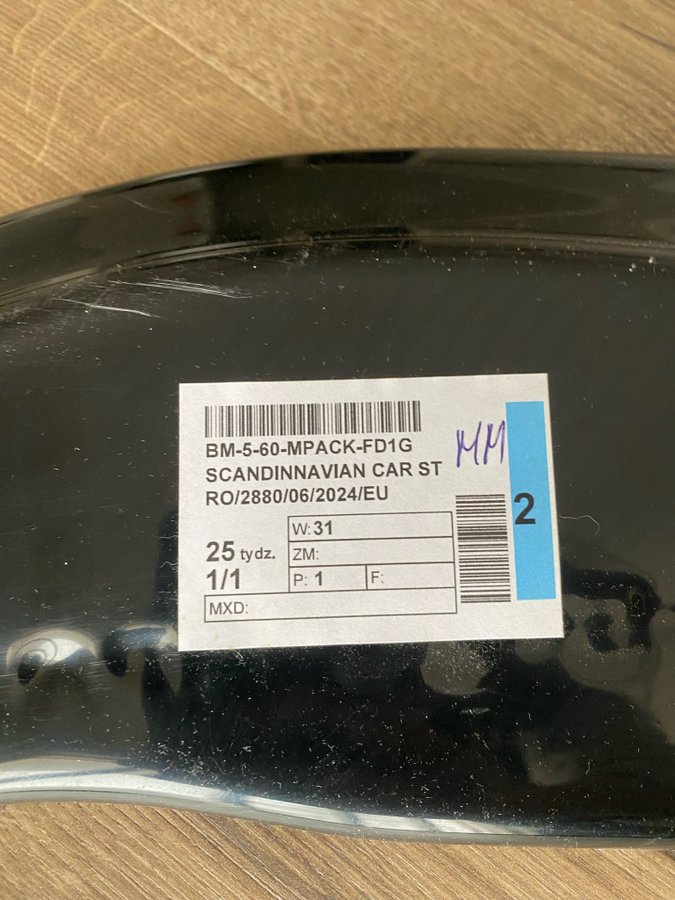 BM-5-60-MPACK-FD1G
SCANDINNAVIAN CAR ST
RO/2880/06/2024/EU
MM
2
25 tydz.
1/1
W: 31
ZM:
P: 1 F:
MXD: